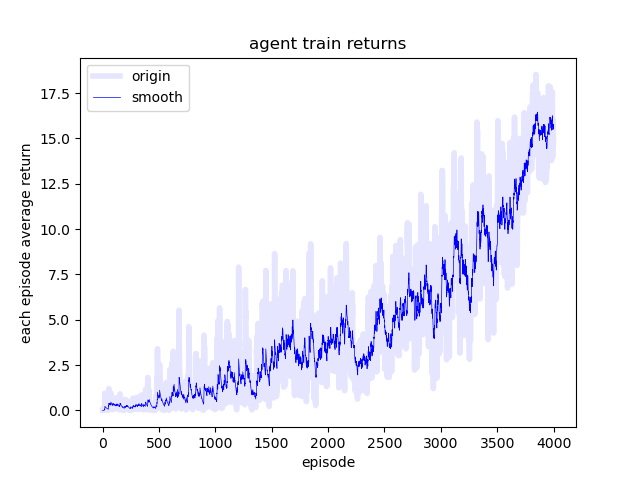 agent train returns
origin
smooth
17.5
15.0
12.5
10.0
7.5
5.0
2.5
0.0
each episode average return
0 500 1000 1500 2000 2500 3000 3500 4000
episode